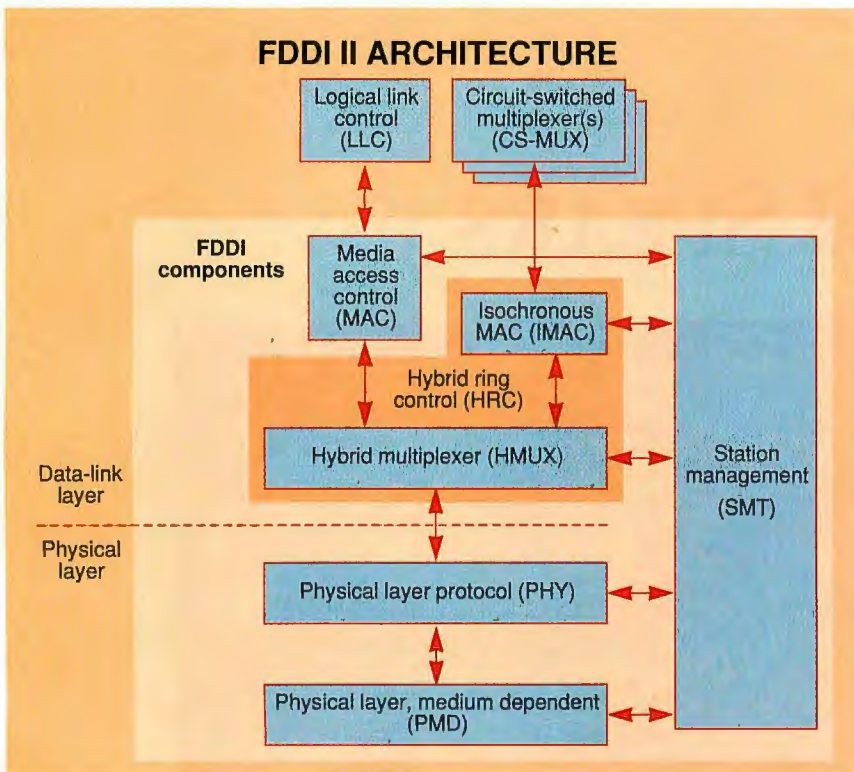 FDDI II ARCHITECTURE
Logical link
control
(LLC)
Circuit-switched
multiplexer(s)
(CS-MUX)
FDDI
components
Media
access
control
(MAC)
Isochronous
MAC (IMAC)
Hybrid ring
control (HRC)
Hybrid multiplexer (HMUX)
Station
management
(SMT)
Data-link
layer
Physical
layer
Physical layer protocol (PHY)
Physical layer, medium dependent
(PMD)